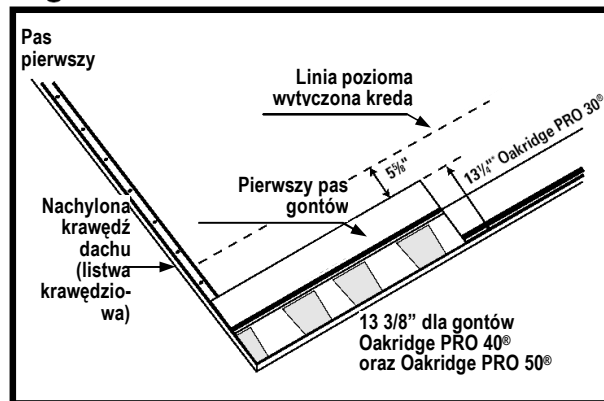 Pas
pierwszy
Linia pozioma
wytyczona kredą
5⅝"
13¼" Oakridge PRO 30®
Pierwszy pas
gontów
Nachylona
krawędź
dachu
(listwa
krawędzio-
wa)
13 3/8” dla gontów
Oakridge PRO 40®
oraz Oakridge PRO 50®